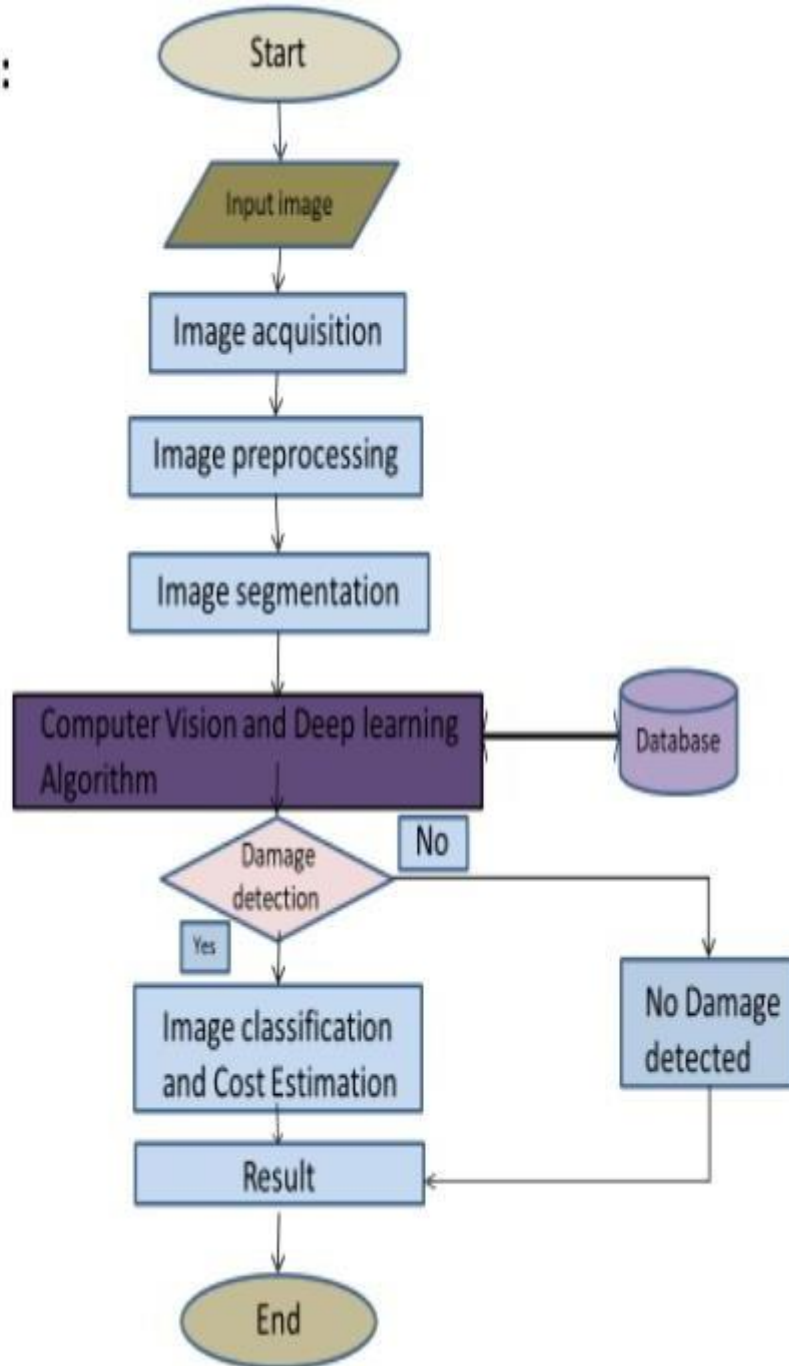 :
Start
Input image
Image acquisition
Image preprocessing
Image segmentation
Computer Vision and Deep learning
Algorithm
Database
Damage
detection
No
Yes
Image classification
and Cost Estimation
No Damage
detected
Result
End